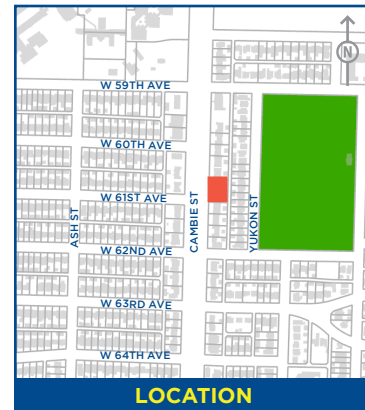 N
W 59TH AVE
W 60TH AVE
W 61ST AVE
ASH ST
CAMBIE ST
YUKON ST
W 62ND AVE
W 63RD AVE
W 64TH AVE
LOCATION